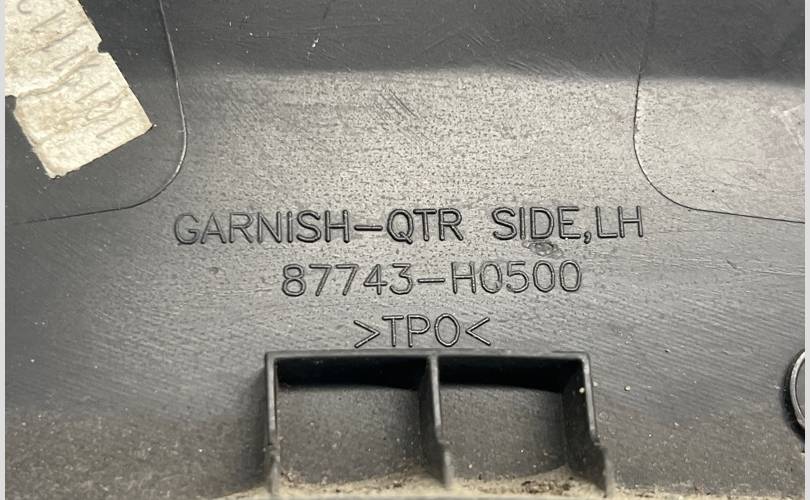 GARNISH-QTR SIDE,LH
87743-H0500
>TPO<